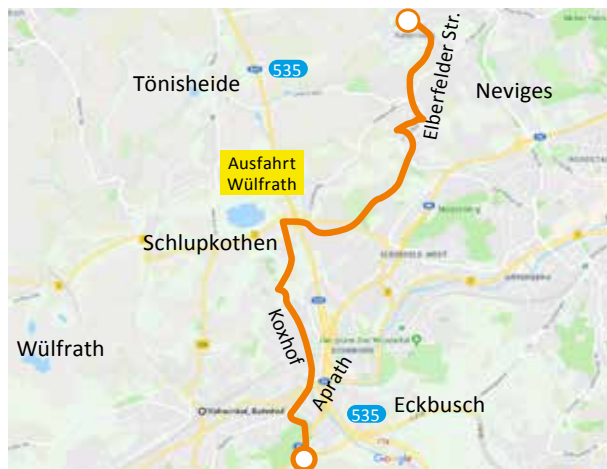 Elberfelder Str.
535
Tönisheide
Neviges
Ausfahrt
Wülfrath
Schlupkothen
Koxhof
Wülfrath
Aprath
Eckbusch
535
Google